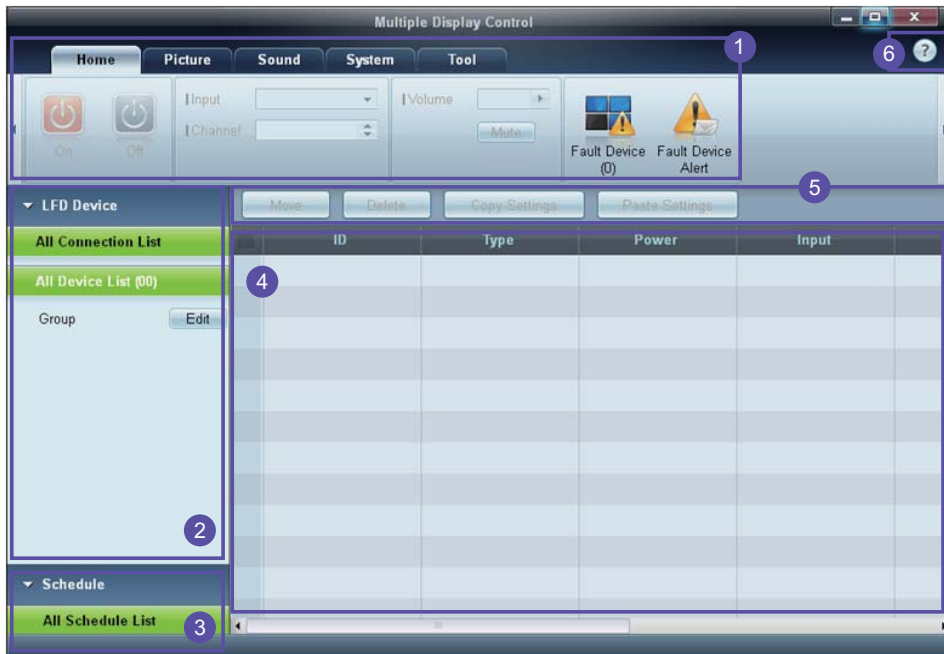 Multiple Display Control
1
6
?
Home Picture Sound System Tool
Input
Volume
Channel
Mute
On Off
Fault Device (0)
Fault Device Alert
5
LFD Device
Move Delete Copy Settings Paste Settings
All Connection List
ID Type Power Input
4
All Device List (00)
Group Edit
2
Schedule
All Schedule List
3